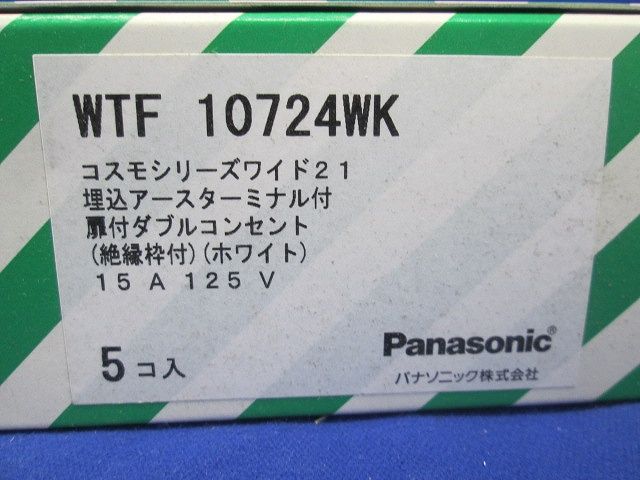 WTF 10724WK
コスモシリーズワイド21
埋込アースターミナル付
扉付ダブルコンセント
(絶縁枠付)(ホワイト)
15A 125V
5コ入
Panasonic®
パナソニック株式会社